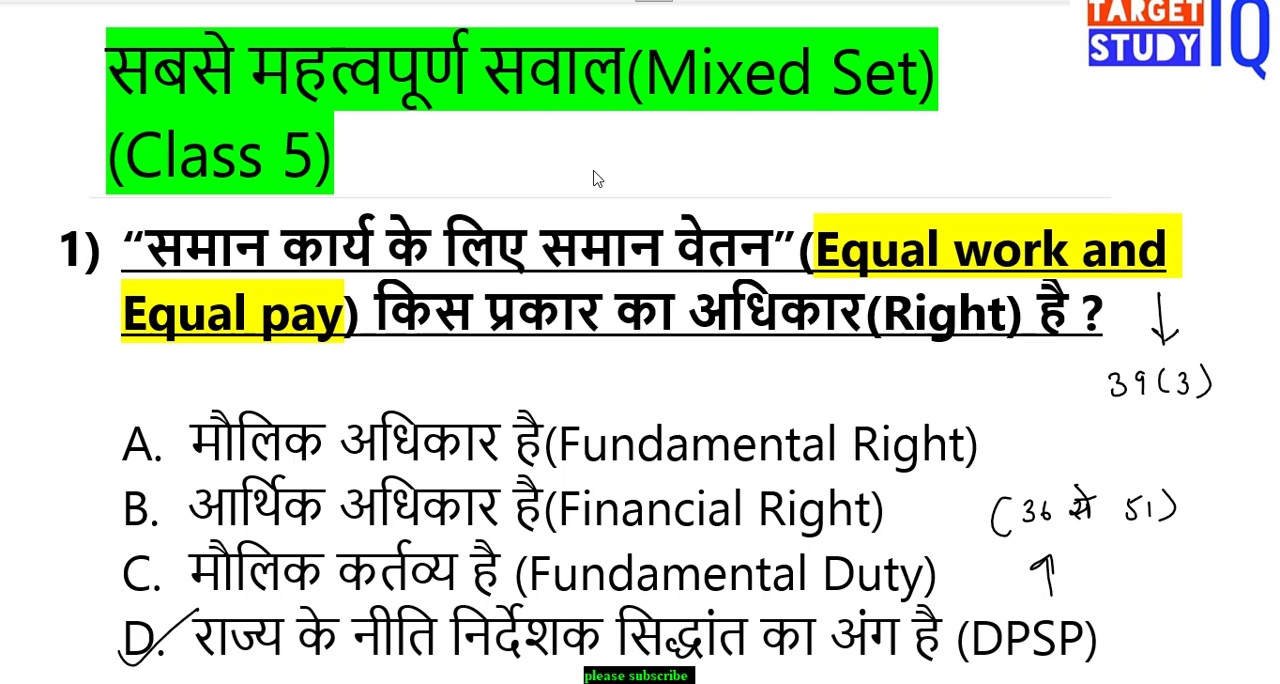 TARGET
STUDY IQ
सबसे महत्वपूर्ण सवाल(Mixed Set)
(Class 5)
1) “समान कार्य के लिए समान वेतन”(Equal work and
Equal pay) किस प्रकार का अधिकार(Right) है ?
39(3)
A. मौलिक अधिकार है(Fundamental Right)
B. आर्थिक अधिकार है(Financial Right)
(36 से 51)
C. मौलिक कर्तव्य है (Fundamental Duty)
D. राज्य के नीति निर्देशक सिद्धांत का अंग है (DPSP)
please subscribe